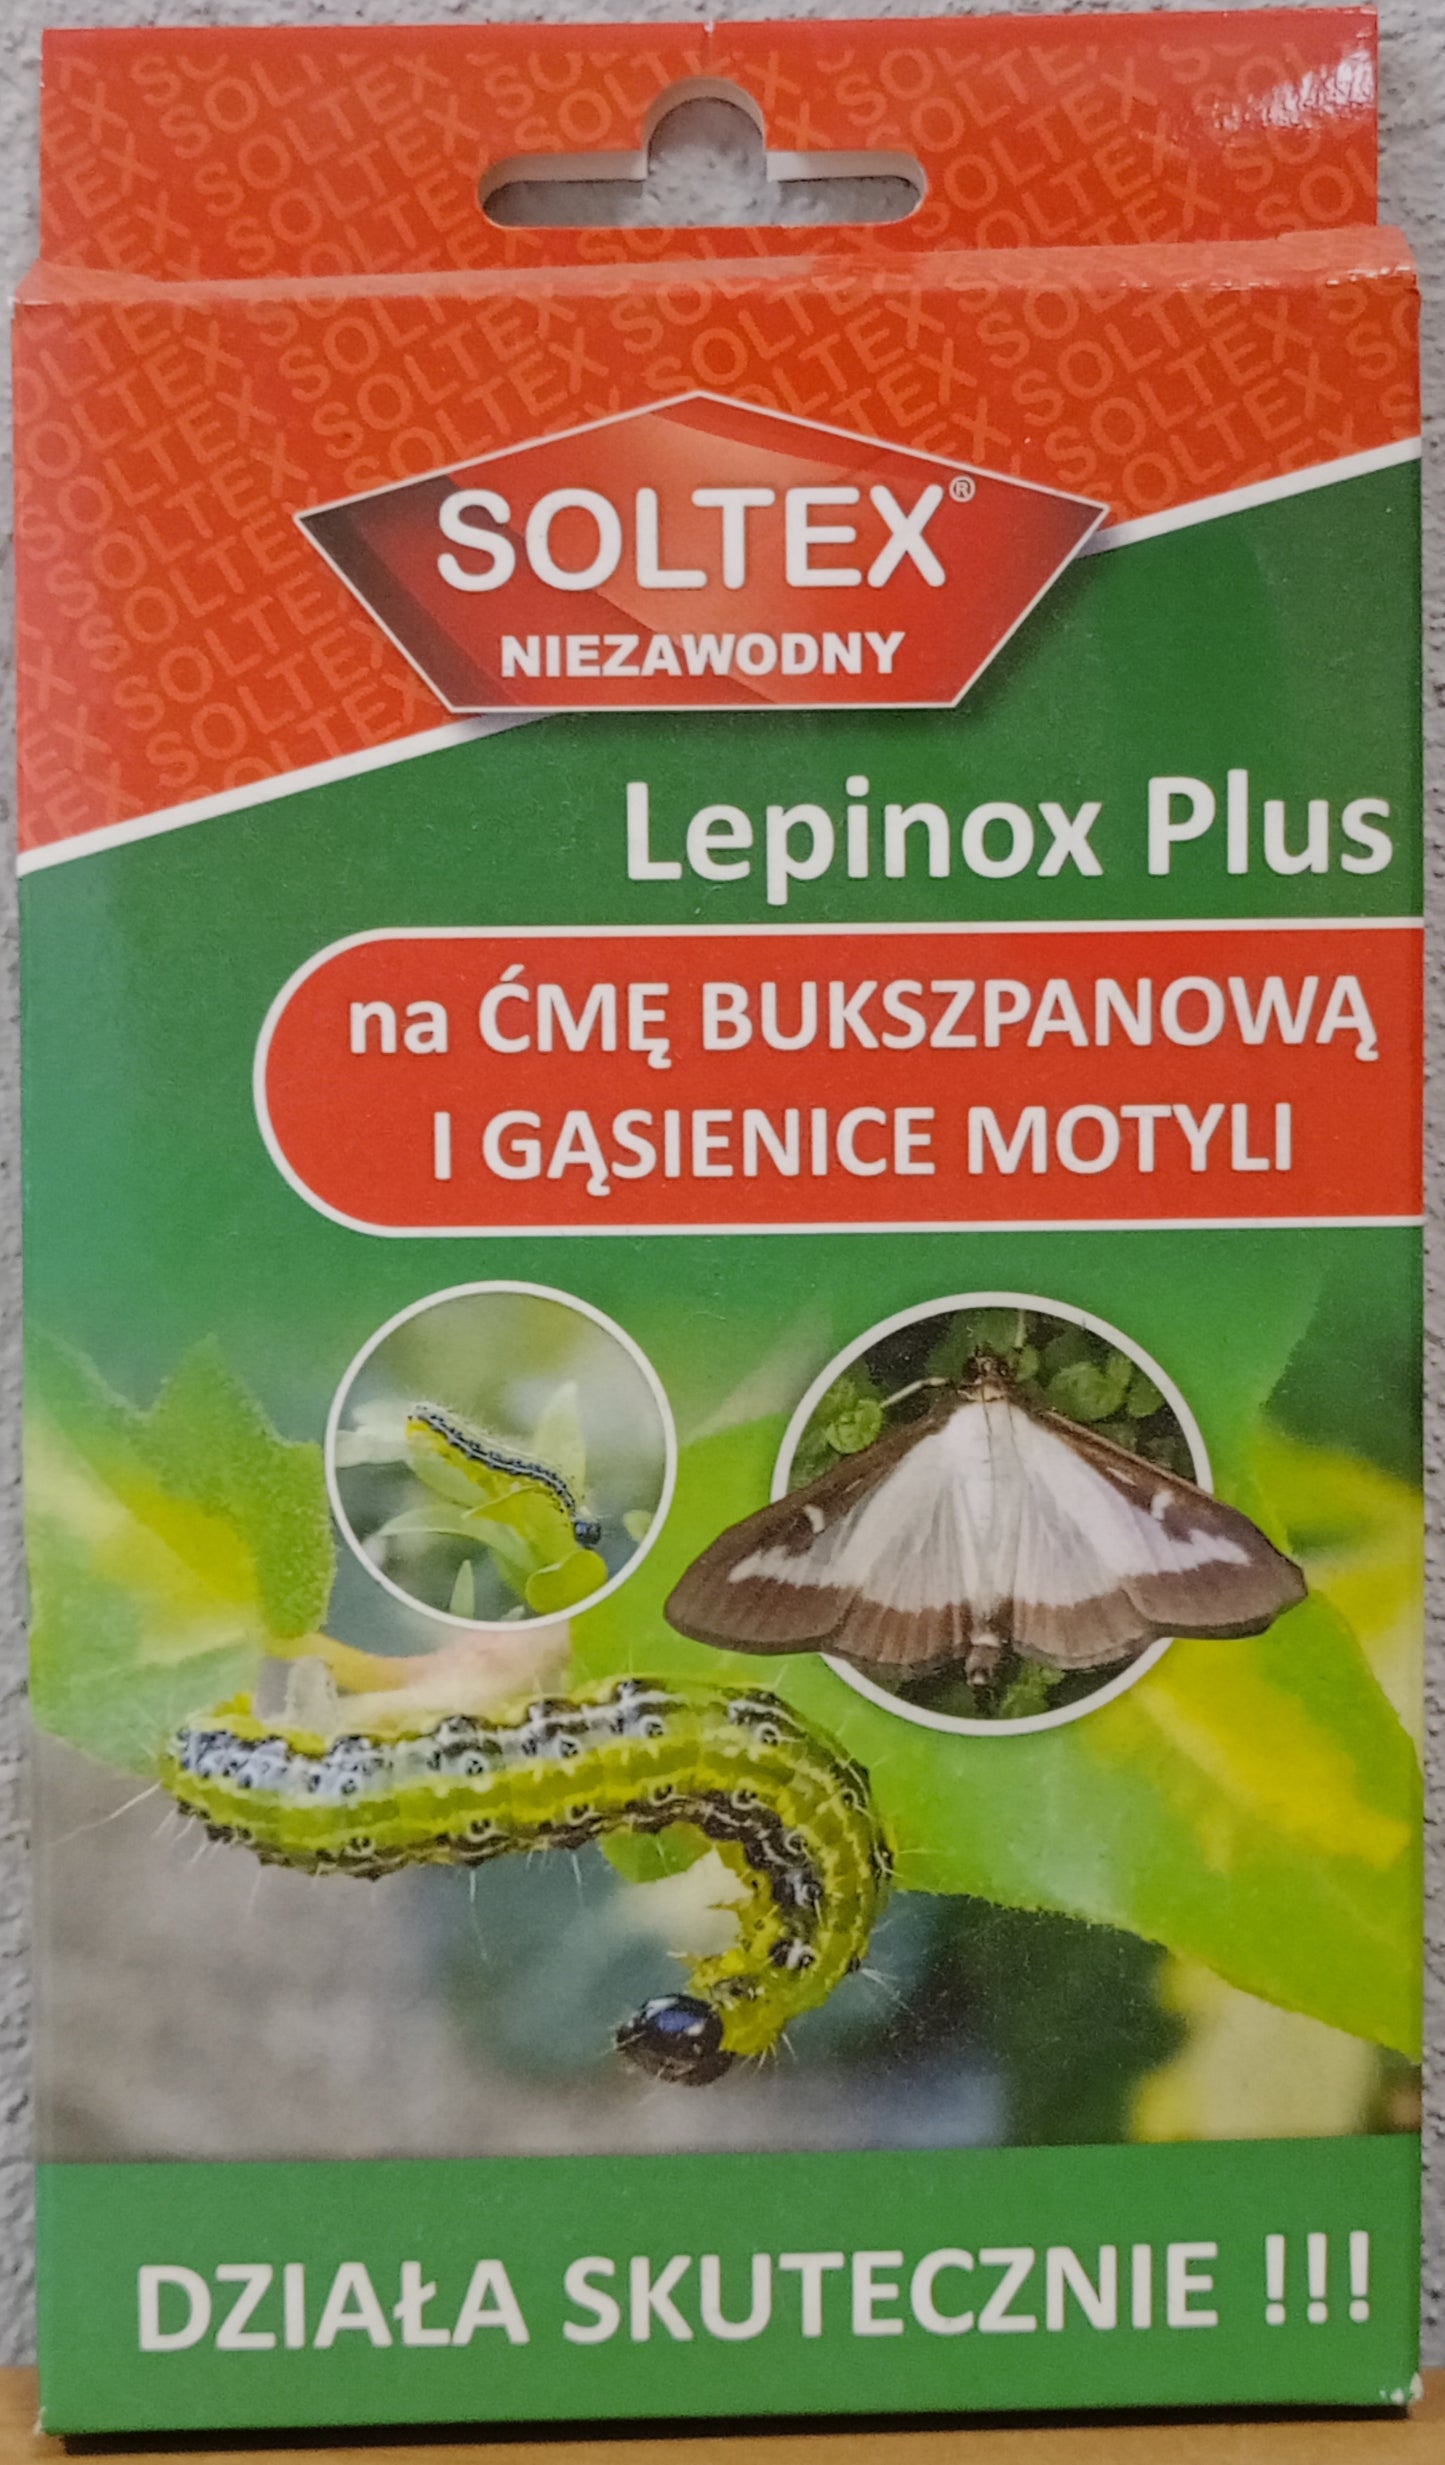 SOLTEX®
NIEZAWODNY
Lepinox Plus
na ĆMĘ BUKSZPANOWĄ
I GĄSIENICE MOTYLI
DZIAŁA SKUTECZNIE !!!